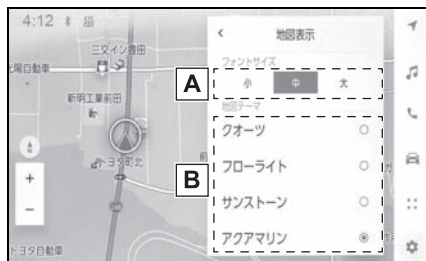 4:12
三交イン豊田
光岡自動車
新明工業前田
トヨタ町北
トヨタ自動車
N
+
−
地図表示
フォントサイズ
小 中 大
A
地図テーマ
クオーツ
フローライト
B
サンストーン
アクアマリン